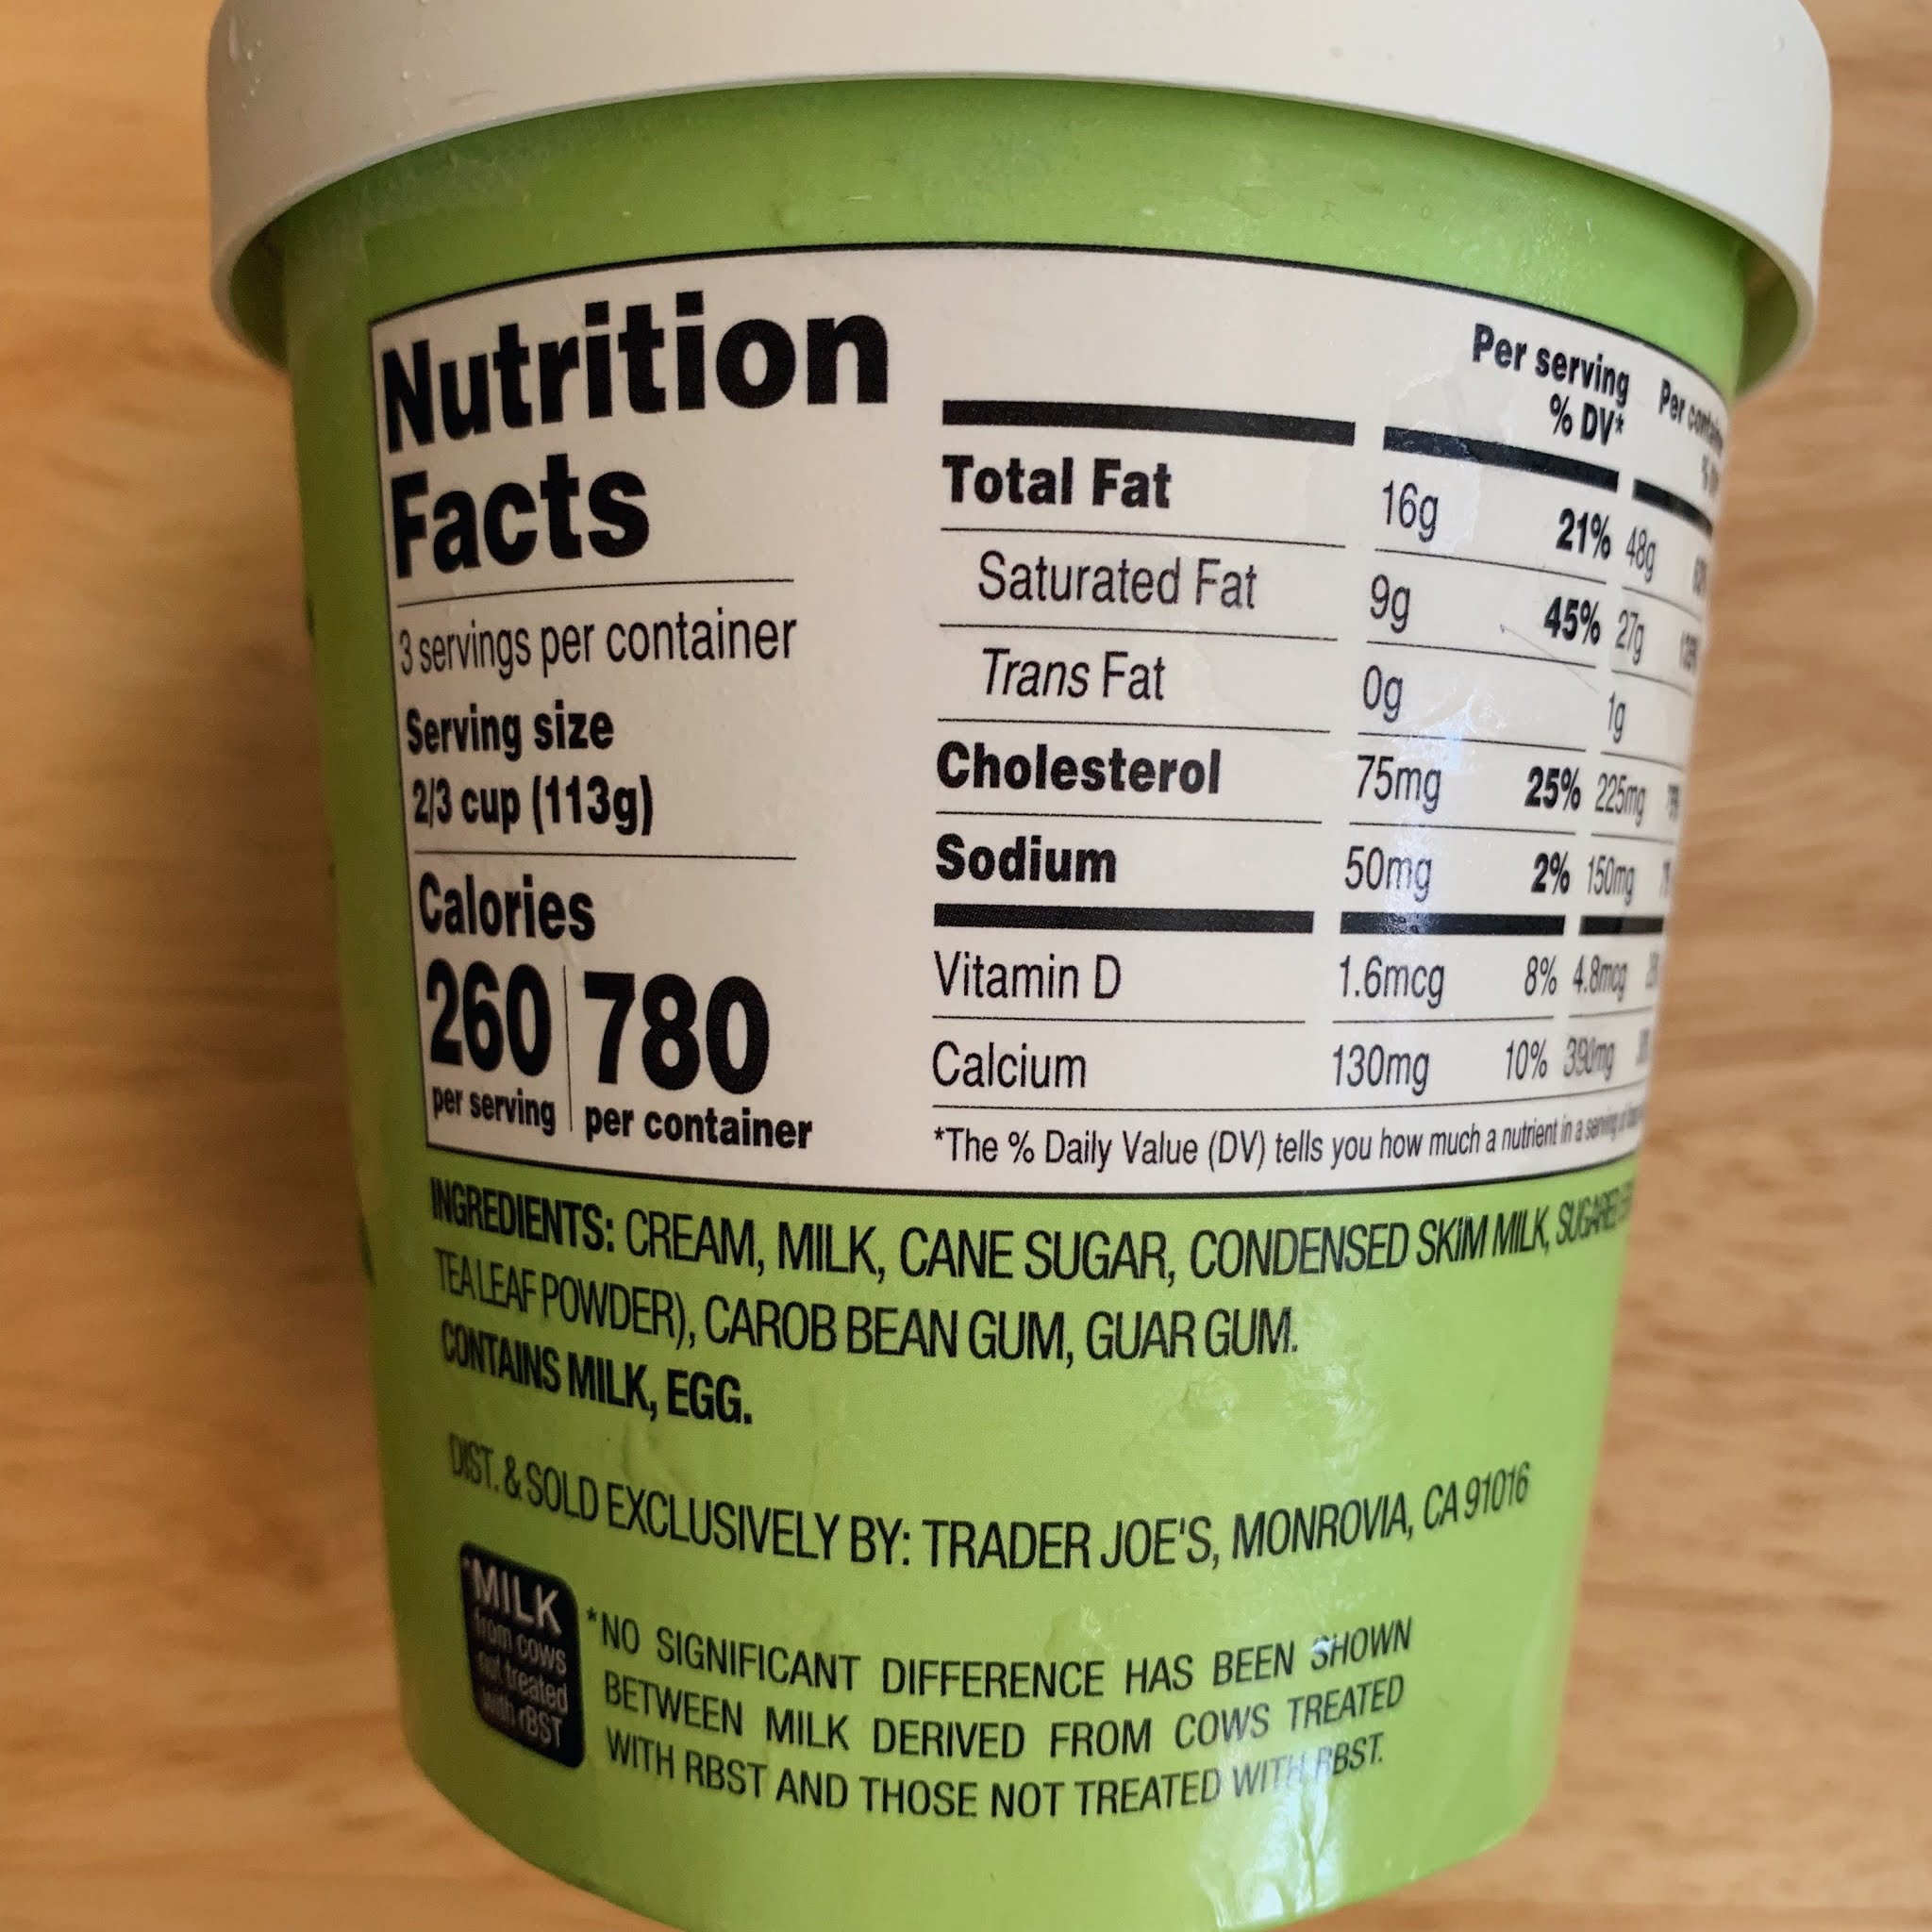 Nutrition
Facts
3 servings per container
Serving size
2/3 cup (113g)
Calories
260 780
per serving per container
Per serving Per
% DV*
Total Fat 16g 21% 48g
Saturated Fat 9g 45% 27g
Trans Fat 0g 1g
Cholesterol 75mg 25% 225mg
Sodium 50mg 2% 150mg
Vitamin D 1.6mcg 8% 4.8mcg
Calcium 130mg 10% 390mg
*The % Daily Value (DV) tells you how much a nutrient in a serving
INGREDIENTS: CREAM, MILK, CANE SUGAR, CONDENSED SKIM MILK,
TEA LEAF POWDER), CAROB BEAN GUM, GUAR GUM.
CONTAINS MILK, EGG.
DIST. & SOLD EXCLUSIVELY BY: TRADER JOE'S, MONROVIA, CA 91016
*MILK
from cows
not treated
with rBST
*NO SIGNIFICANT DIFFERENCE HAS BEEN SHOWN
BETWEEN MILK DERIVED FROM COWS TREATED
WITH RBST AND THOSE NOT TREATED WITH RBST.